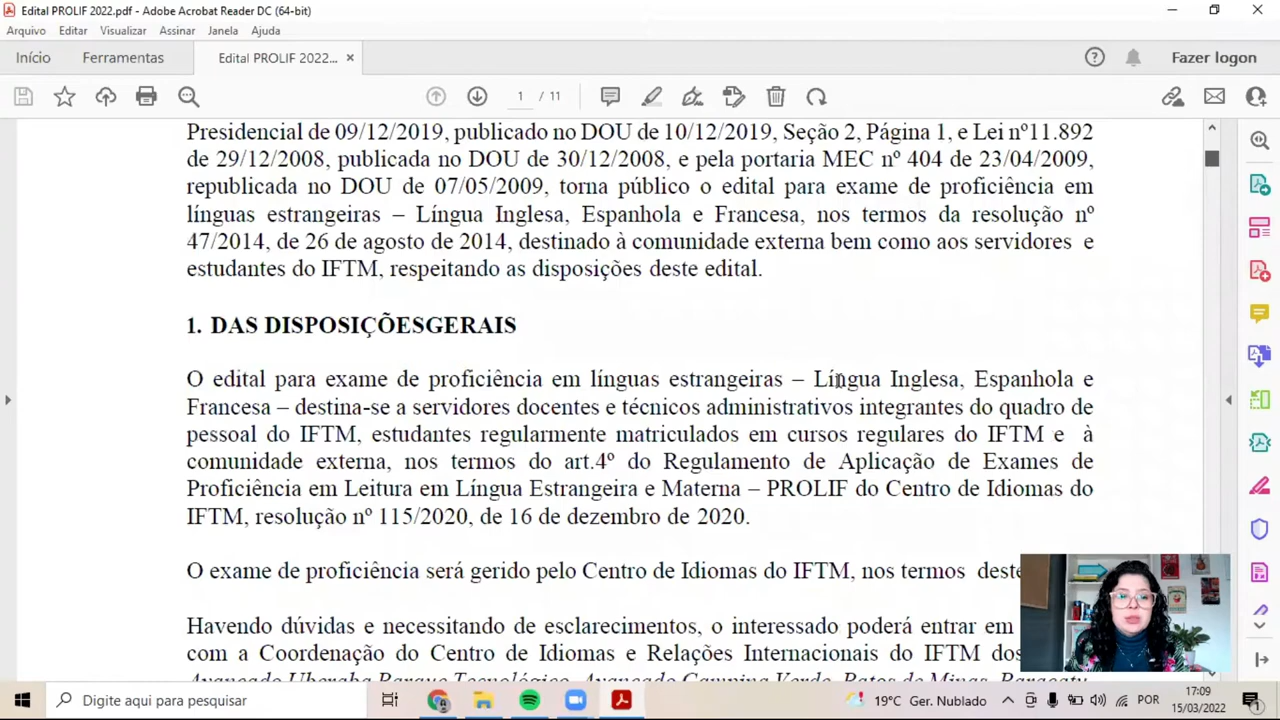 Edital PROLIF 2022.pdf - Adobe Acrobat Reader DC (64-bit)
Arquivo Editar Visualizar Assinar Janela Ajuda
Início Ferramentas Edital PROLIF 2022... × Fazer logon
1 / 11
Presidencial de 09/12/2019, publicado no DOU de 10/12/2019, Seção 2, Página 1, e Lei nº11.892
de 29/12/2008, publicada no DOU de 30/12/2008, e pela portaria MEC nº 404 de 23/04/2009,
republicada no DOU de 07/05/2009, torna público o edital para exame de proficiência em
línguas estrangeiras – Língua Inglesa, Espanhola e Francesa, nos termos da resolução nº
47/2014, de 26 de agosto de 2014, destinado à comunidade externa bem como aos servidores e
estudantes do IFTM, respeitando as disposições deste edital.
1. DAS DISPOSIÇÕESGERAIS
O edital para exame de proficiência em línguas estrangeiras – Língua Inglesa, Espanhola e
Francesa – destina-se a servidores docentes e técnicos administrativos integrantes do quadro de
pessoal do IFTM, estudantes regularmente matriculados em cursos regulares do IFTM e à
comunidade externa, nos termos do art.4º do Regulamento de Aplicação de Exames de
Proficiência em Leitura em Língua Estrangeira e Materna – PROLIF do Centro de Idiomas do
IFTM, resolução nº 115/2020, de 16 de dezembro de 2020.
O exame de proficiência será gerido pelo Centro de Idiomas do IFTM, nos termos deste
Havendo dúvidas e necessitando de esclarecimentos, o interessado poderá entrar em
com a Coordenação do Centro de Idiomas e Relações Internacionais do IFTM dos
Avançado Uberaba Parque Tecnológico, Avançado Campina Verde, Patos de Minas, Paracatu,
Digite aqui para pesquisar 19°C Ger. Nublado POR 17:09
15/03/2022